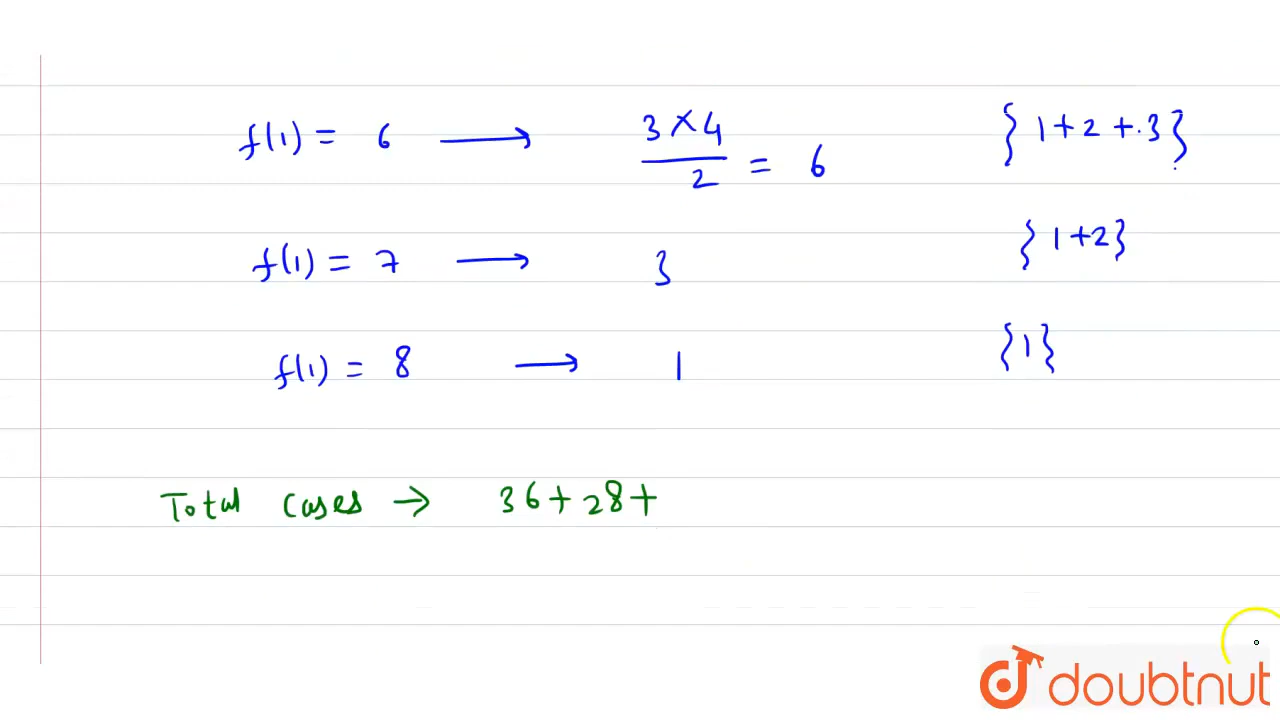 f(1) = 6 ⟶ 3×4/2 = 6 {1+2+.3}
f(1) = 7 ⟶ 3 {1+2}
f(1) = 8 ⟶ 1 {1}
Total cases → 36+28+
doubtnut